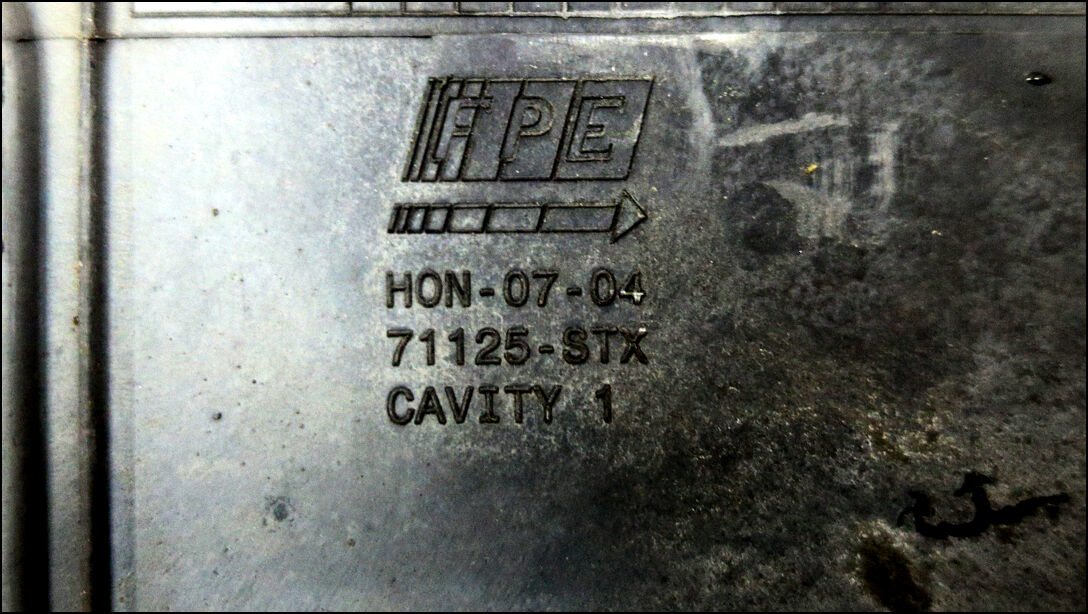 FPE
HON-07-04
71125-STX
CAVITY 1